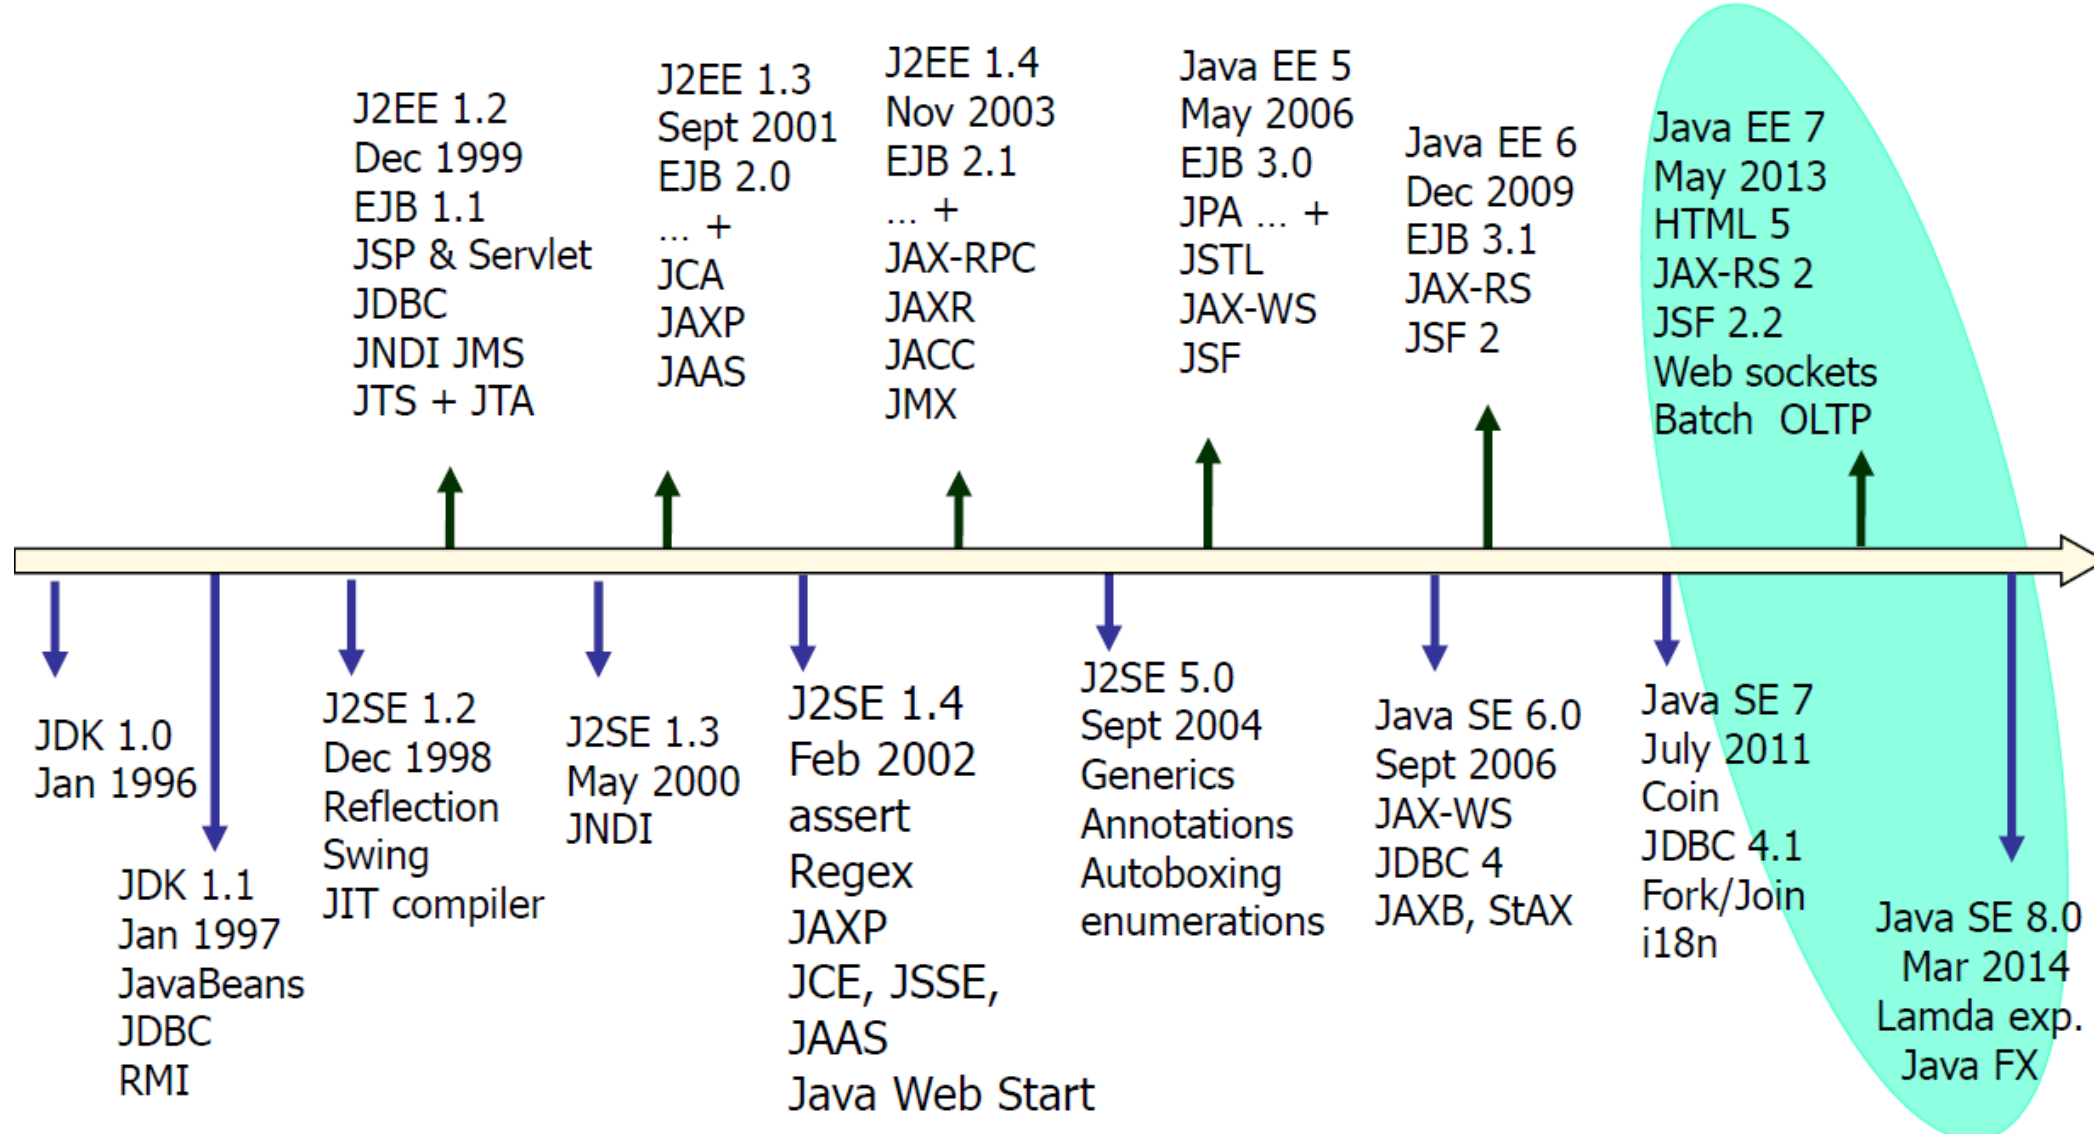 J2EE 1.2
Dec 1999
EJB 1.1
JSP & Servlet
JDBC
JNDI JMS
JTS + JTA
J2EE 1.3
Sept 2001
EJB 2.0
... +
JCA
JAXP
JAAS
J2EE 1.4
Nov 2003
EJB 2.1
... +
JAX-RPC
JAXR
JACC
JMX
Java EE 5
May 2006
EJB 3.0
JPA ... +
JSTL
JAX-WS
JSF
Java EE 6
Dec 2009
EJB 3.1
JAX-RS
JSF 2
Java EE 7
May 2013
HTML 5
JAX-RS 2
JSF 2.2
Web sockets
Batch OLTP
JDK 1.0
Jan 1996
JDK 1.1
Jan 1997
JavaBeans
JDBC
RMI
J2SE 1.2
Dec 1998
Reflection
Swing
JIT compiler
J2SE 1.3
May 2000
JNDI
J2SE 1.4
Feb 2002
assert
Regex
JAXP
JCE, JSSE,
JAAS
Java Web Start
J2SE 5.0
Sept 2004
Generics
Annotations
Autoboxing
enumerations
Java SE 6.0
Sept 2006
JAX-WS
JDBC 4
JAXB, StAX
Java SE 7
July 2011
Coin
JDBC 4.1
Fork/Join
i18n
Java SE 8.0
Mar 2014
Lamda exp.
Java FX